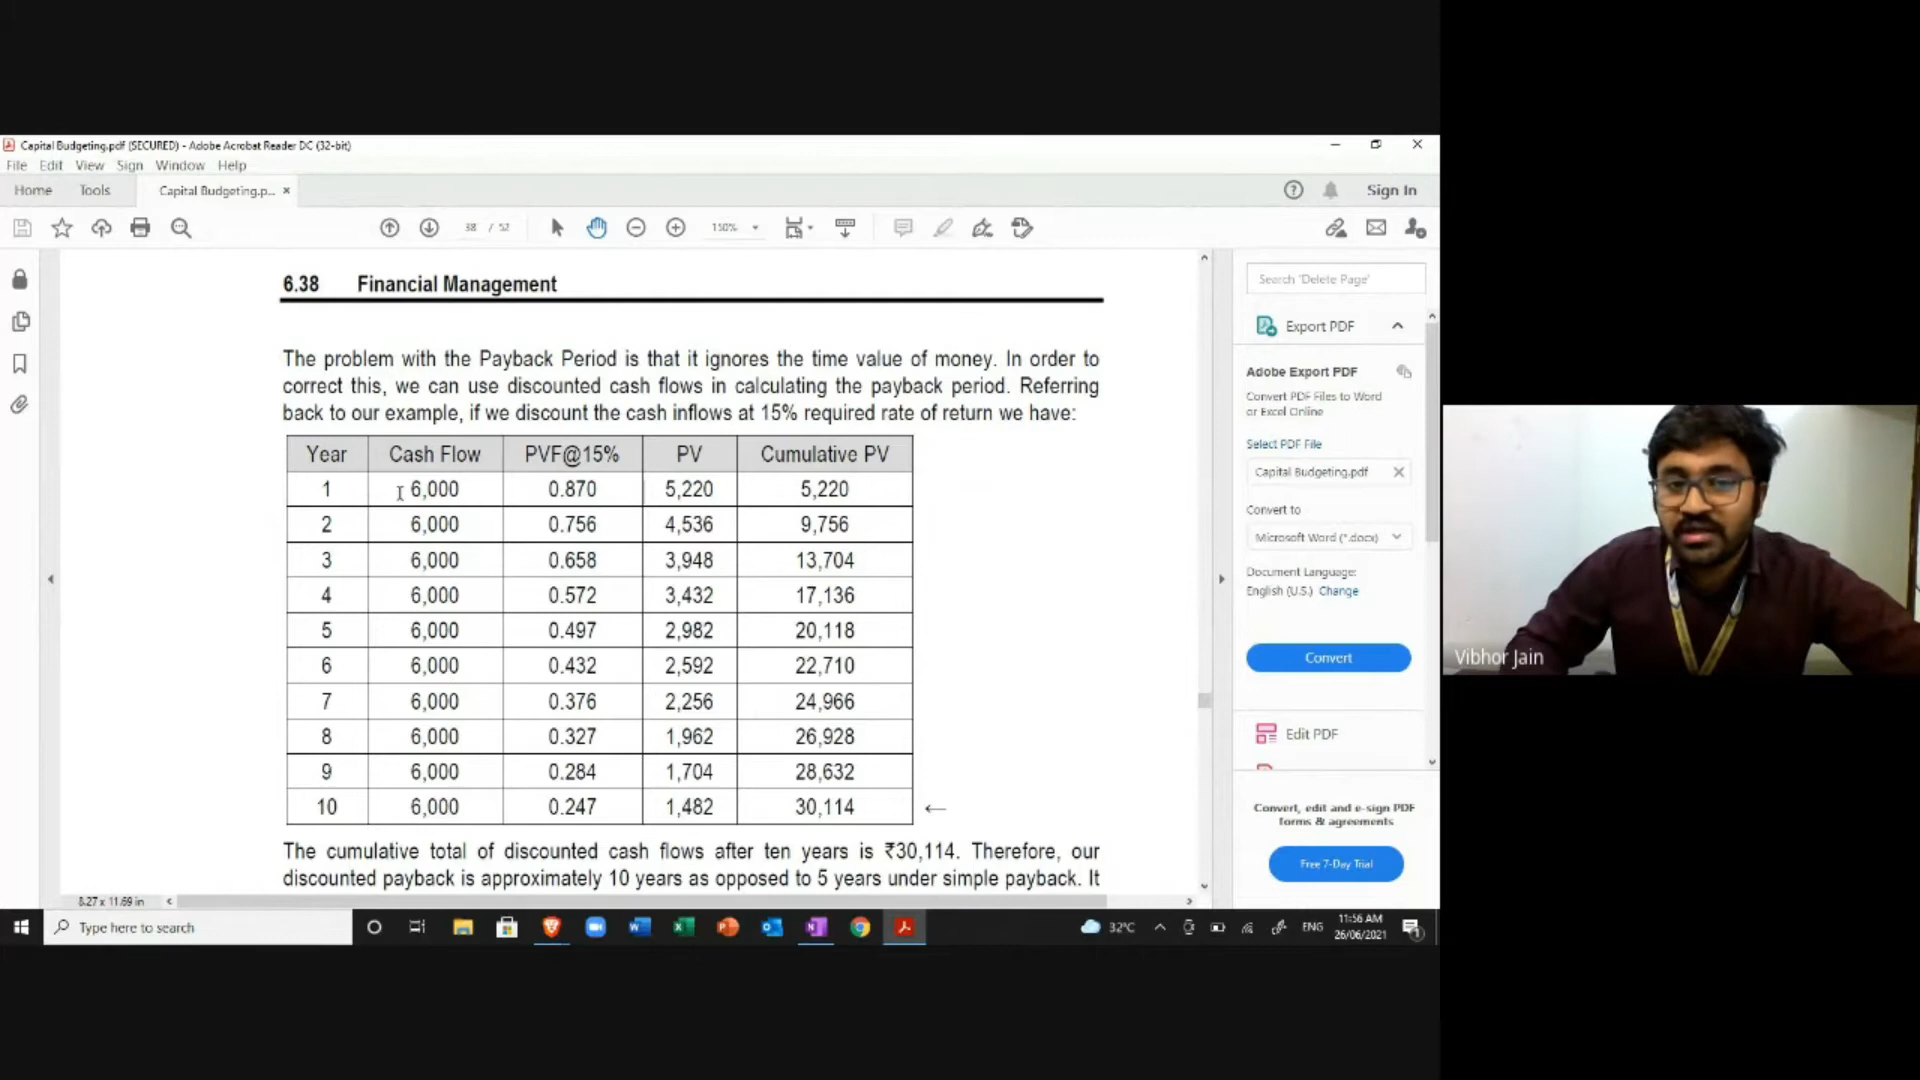 Capital Budgeting.pdf (SECURED) - Adobe Acrobat Reader DC (32-bit)
File Edit View Sign Window Help
Home Tools Capital Budgeting.p... ×
Sign In
38 / 52
150%
6.38 Financial Management
The problem with the Payback Period is that it ignores the time value of money. In order to
correct this, we can use discounted cash flows in calculating the payback period. Referring
back to our example, if we discount the cash inflows at 15% required rate of return we have:
Year Cash Flow PVF@15% PV Cumulative PV
1 6,000 0.870 5,220 5,220
2 6,000 0.756 4,536 9,756
3 6,000 0.658 3,948 13,704
4 6,000 0.572 3,432 17,136
5 6,000 0.497 2,982 20,118
6 6,000 0.432 2,592 22,710
7 6,000 0.376 2,256 24,966
8 6,000 0.327 1,962 26,928
9 6,000 0.284 1,704 28,632
10 6,000 0.247 1,482 30,114 ←
The cumulative total of discounted cash flows after ten years is ₹30,114. Therefore, our
discounted payback is approximately 10 years as opposed to 5 years under simple payback. It
8.27 x 11.69 in
Search 'Delete Page'
Export PDF
Adobe Export PDF
Convert PDF Files to Word
or Excel Online
Select PDF File
Capital Budgeting.pdf
Convert to
Microsoft Word (*.docx)
Document Language:
English (U.S.) Change
Convert
Edit PDF
Convert, edit and e-sign PDF
forms & agreements
Free 7-Day Trial
Type here to search
32°C
ENG
11:56 AM
26/06/2021
Vibhor Jain